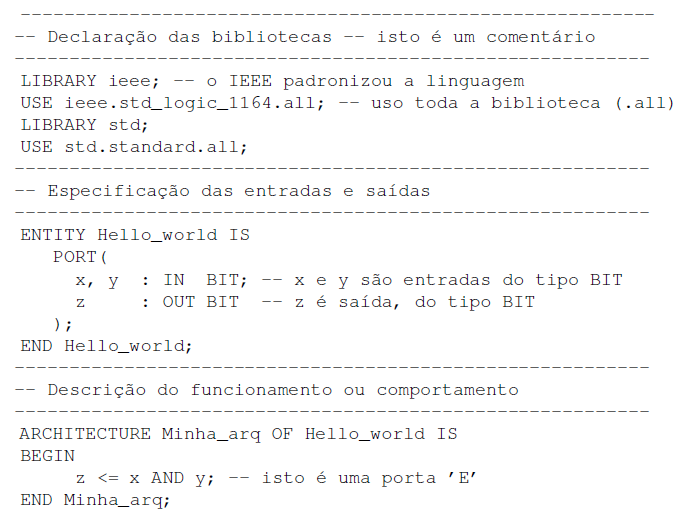 -----------------------------------------------------------
-- Declaração das bibliotecas -- isto é um comentário
-----------------------------------------------------------
LIBRARY ieee; -- o IEEE padronizou a linguagem
USE ieee.std_logic_1164.all; -- uso toda a biblioteca (.all)
LIBRARY std;
USE std.standard.all;
-----------------------------------------------------------
-- Especificação das entradas e saídas
-----------------------------------------------------------
ENTITY Hello_world IS
   PORT(
     x, y  : IN  BIT; -- x e y são entradas do tipo BIT
     z     : OUT BIT  -- z é saída, do tipo BIT
   );
END Hello_world;
-----------------------------------------------------------
-- Descrição do funcionamento ou comportamento
-----------------------------------------------------------
ARCHITECTURE Minha_arq OF Hello_world IS
BEGIN
     z <= x AND y; -- isto é uma porta ’E’
END Minha_arq;